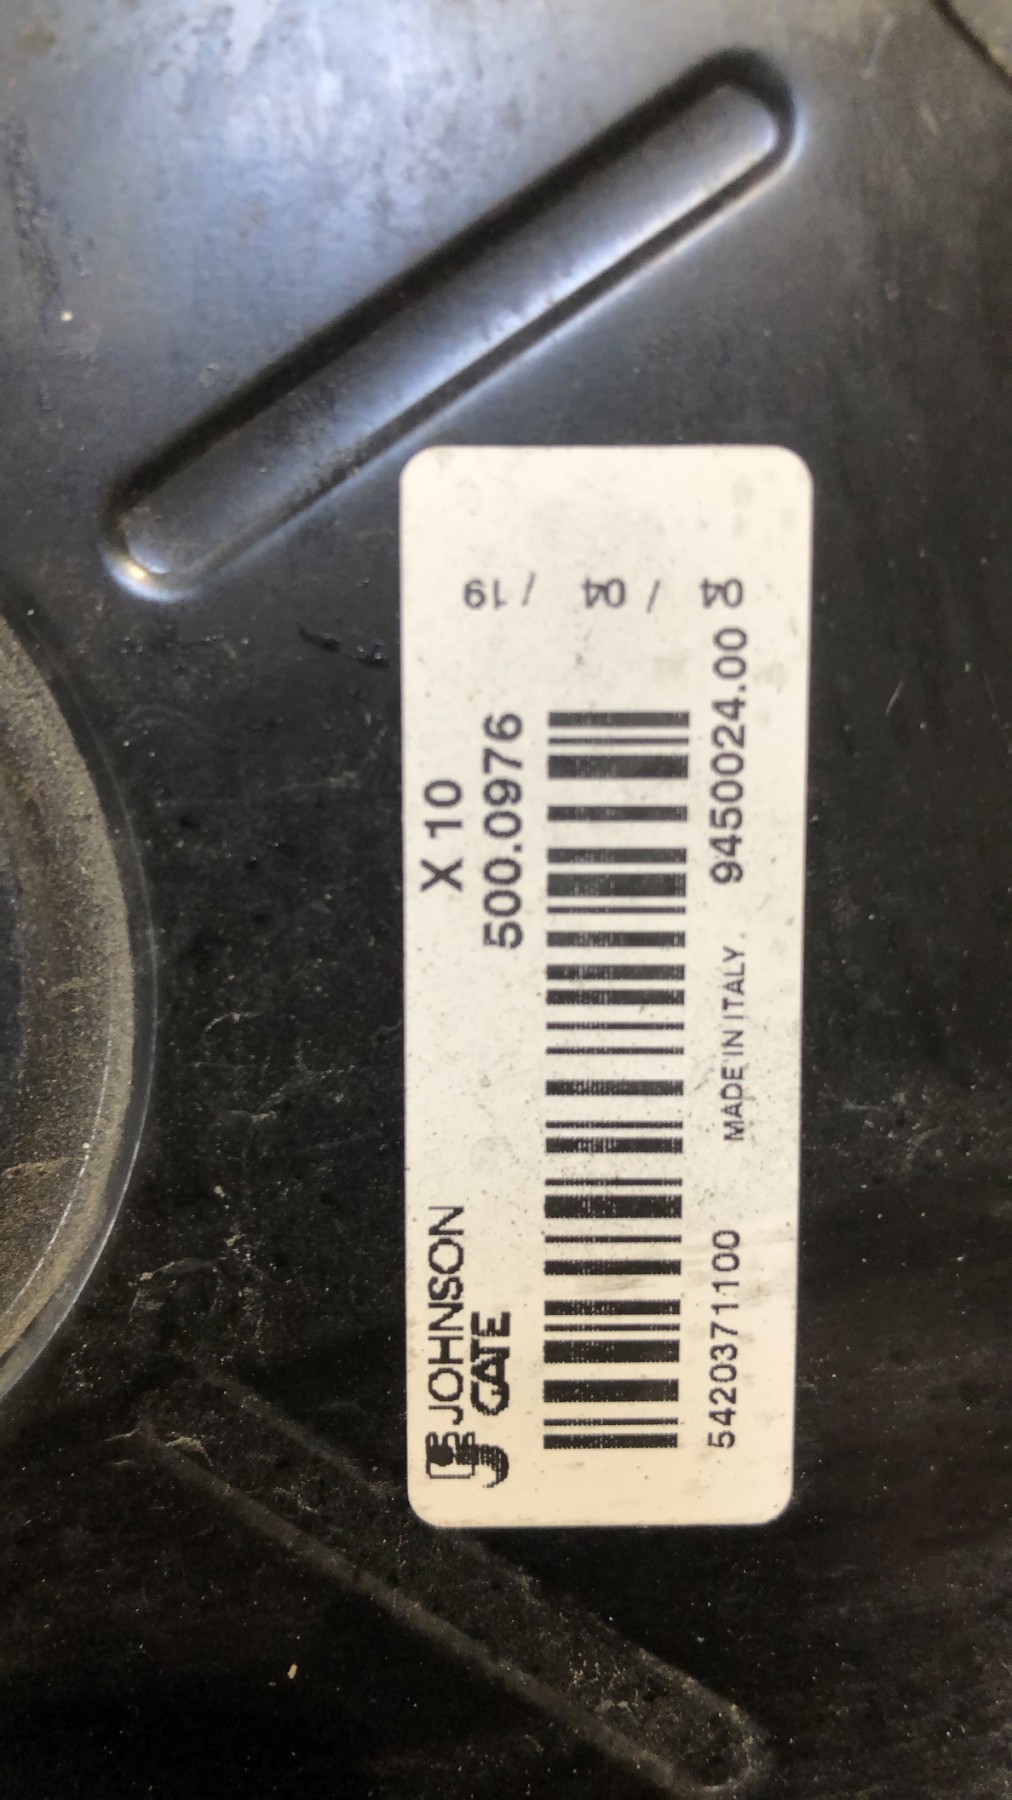 JOHNSON
GATE
X 10
500.0976
5420371100
MADE IN ITALY.
9450024.00
04 / 04 / 19